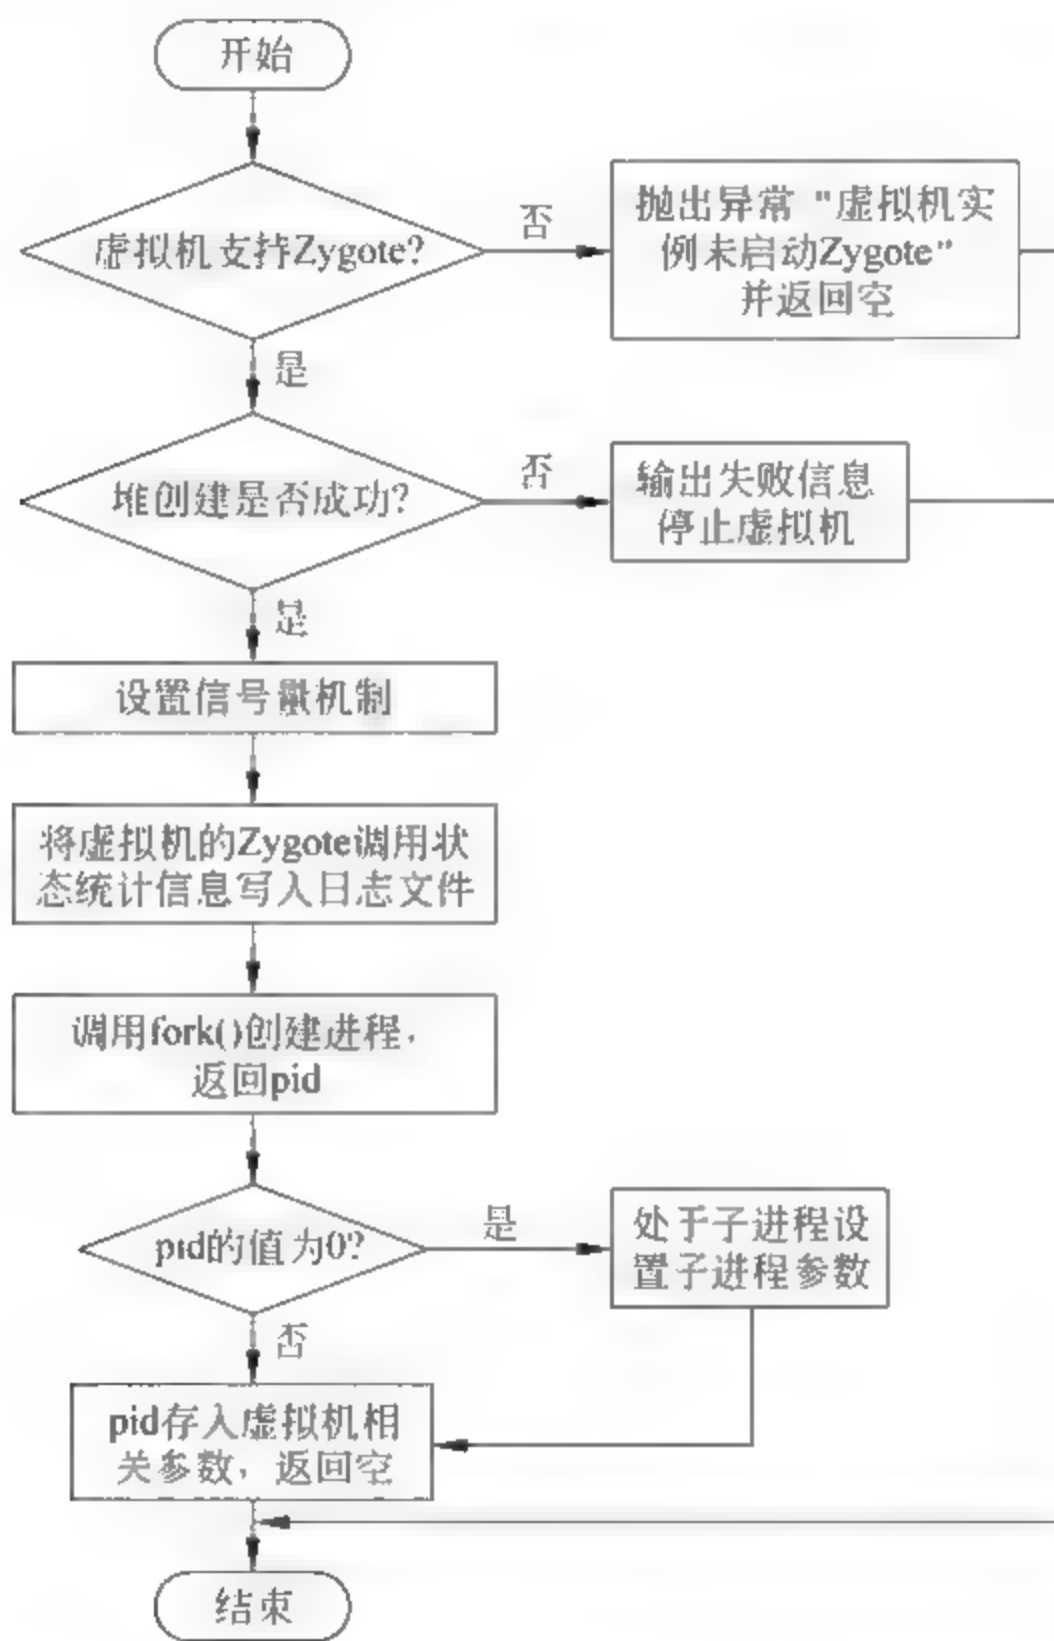 开始
虚拟机支持Zygote?
否
抛出异常"虚拟机实
例未启动Zygote"
并返回空
是
堆创建是否成功?
否
输出失败信息
停止虚拟机
是
设置信号量机制
将虚拟机的Zygote调用状
态统计信息写入日志文件
调用fork()创建进程,
返回pid
pid的值为0?
是
处于子进程设
置子进程参数
否
pid存入虚拟机相
关参数,返回空
结束